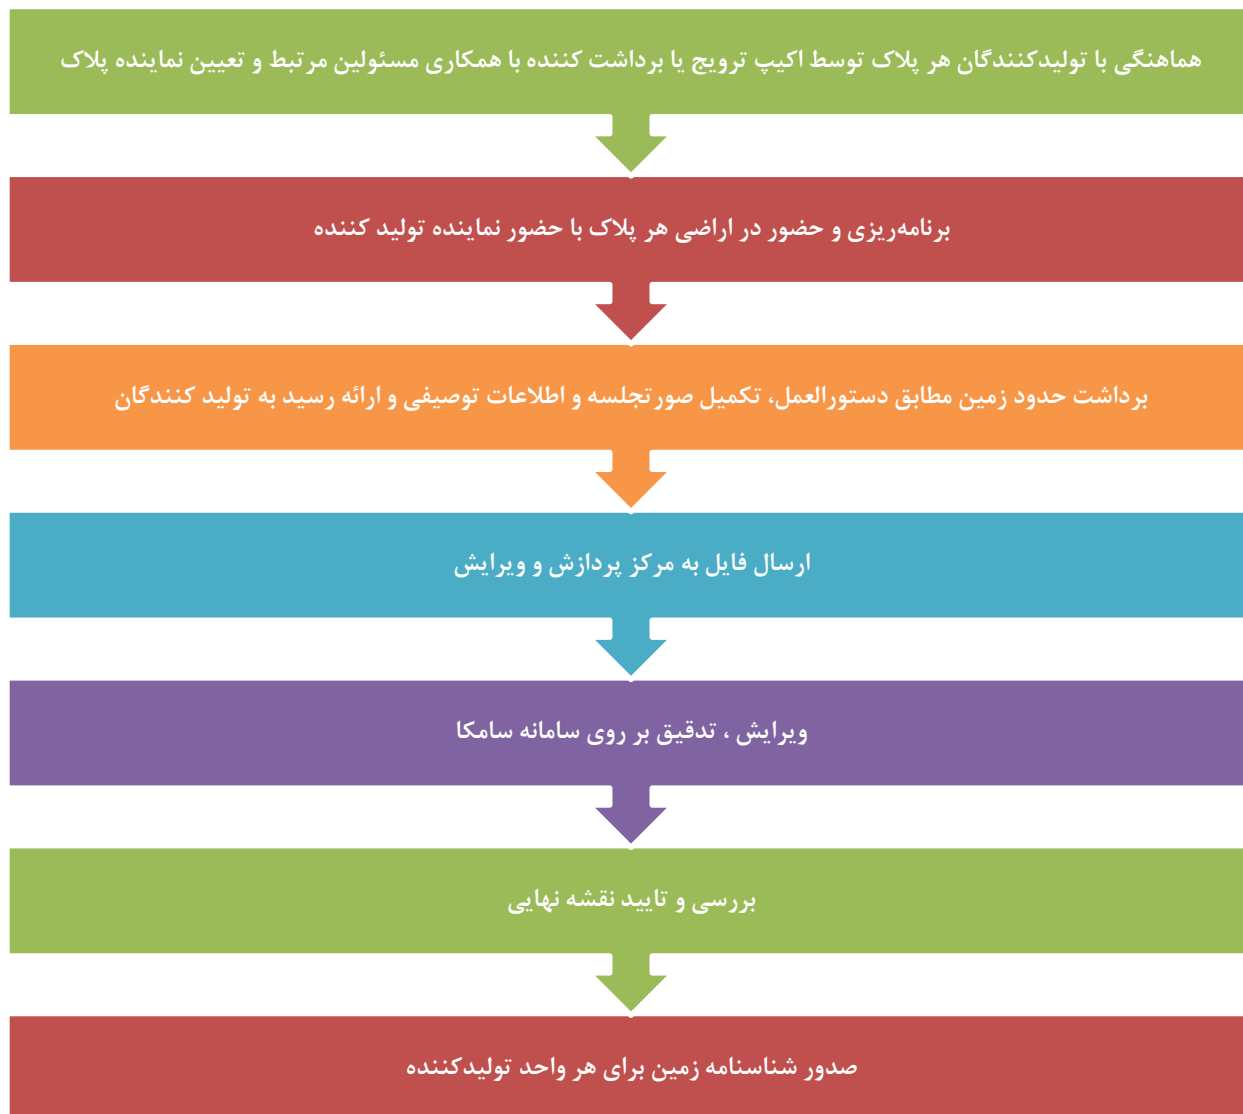 هماهنگی با تولیدکنندگان هر پلاک توسط اکیپ ترویج یا برداشت کننده با همکاری مسئولین مرتبط و تعیین نماینده پلاک
برنامه‌ریزی و حضور در اراضی هر پلاک با حضور نماینده تولید کننده
برداشت حدود زمین مطابق دستورالعمل، تکمیل صورتجلسه و اطلاعات توصیفی و ارائه رسید به تولید کنندگان
ارسال فایل به مرکز پردازش و ویرایش
ویرایش ، تدقیق بر روی سامانه سامکا
بررسی و تایید نقشه نهایی
صدور شناسنامه زمین برای هر واحد تولیدکننده